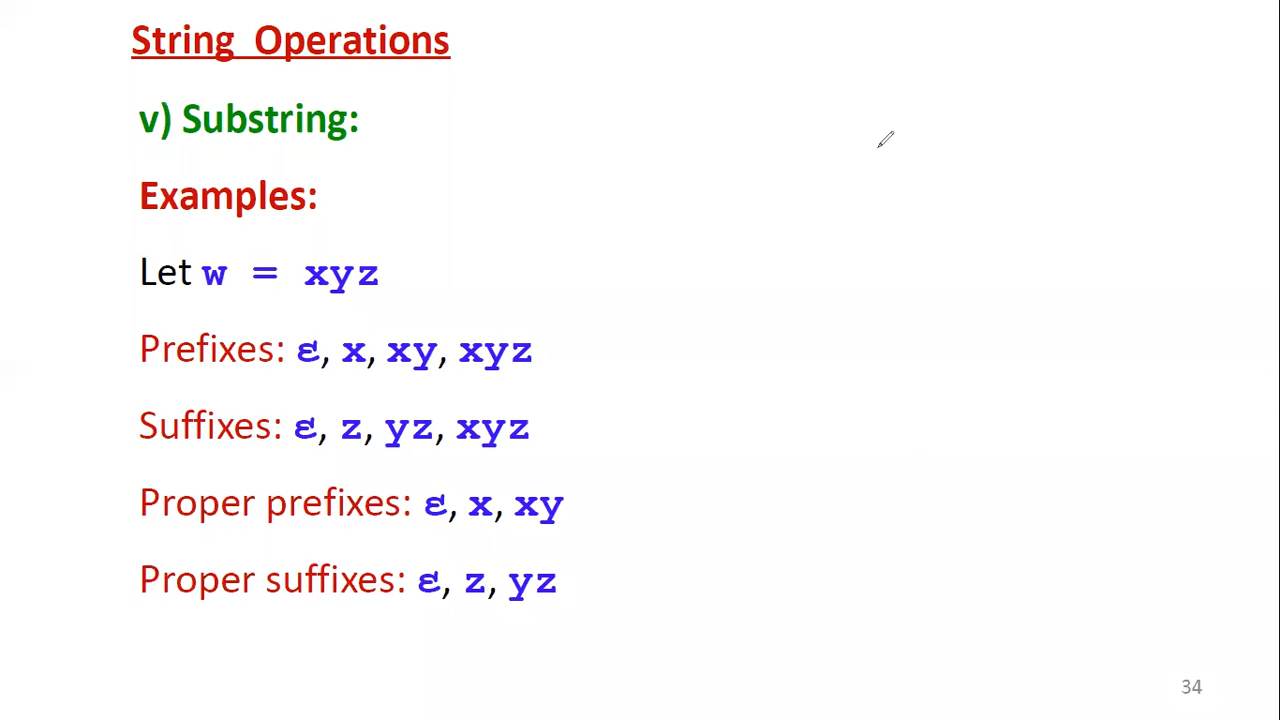 String Operations
v) Substring:
Examples:
Let w = xyz
Prefixes: ε, x, xy, xyz
Suffixes: ε, z, yz, xyz
Proper prefixes: ε, x, xy
Proper suffixes: ε, z, yz
34